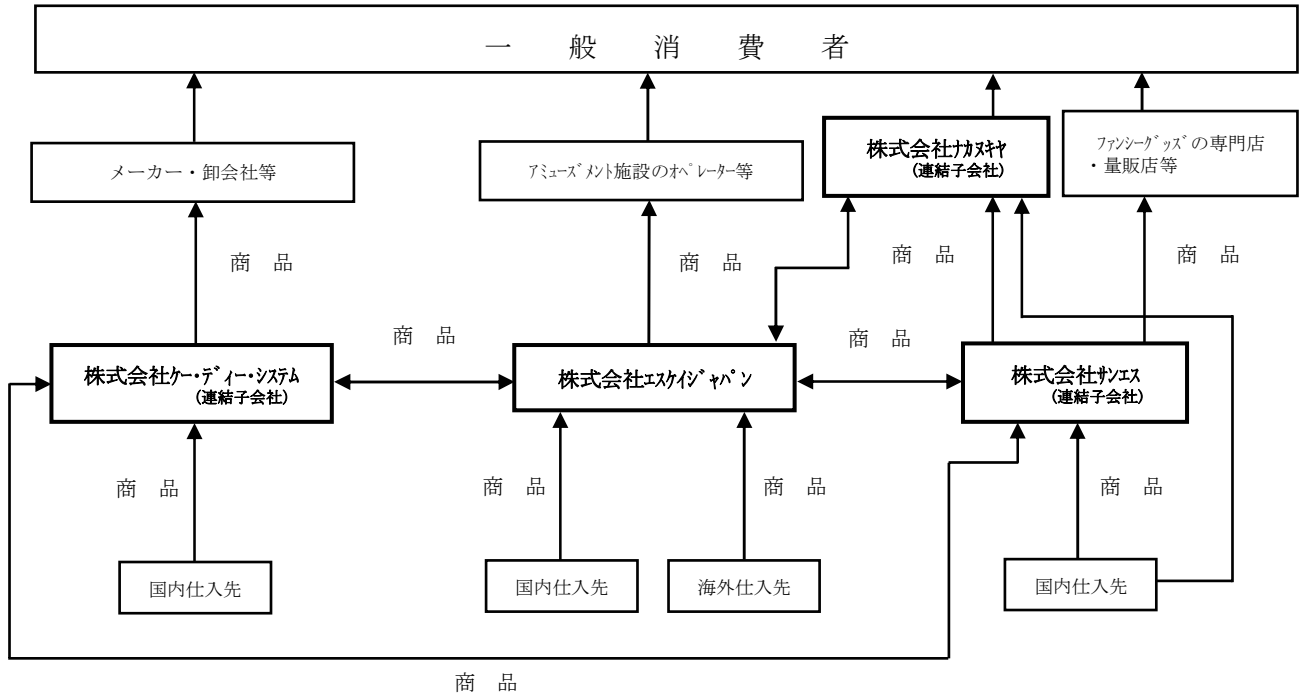 一 般 消 費 者
メーカー・卸会社等
アミューズメント施設のオペレーター等
株式会社ナカヌキヤ
(連結子会社)
ファンシーグッズの専門店
・量販店等
商 品
商 品
商 品
商 品
商 品
商 品
株式会社ケー・ディー・システム
(連結子会社)
株式会社エスケイジャパン
株式会社サンエス
(連結子会社)
商 品
商 品
商 品
商 品
国内仕入先
国内仕入先
海外仕入先
国内仕入先
商 品